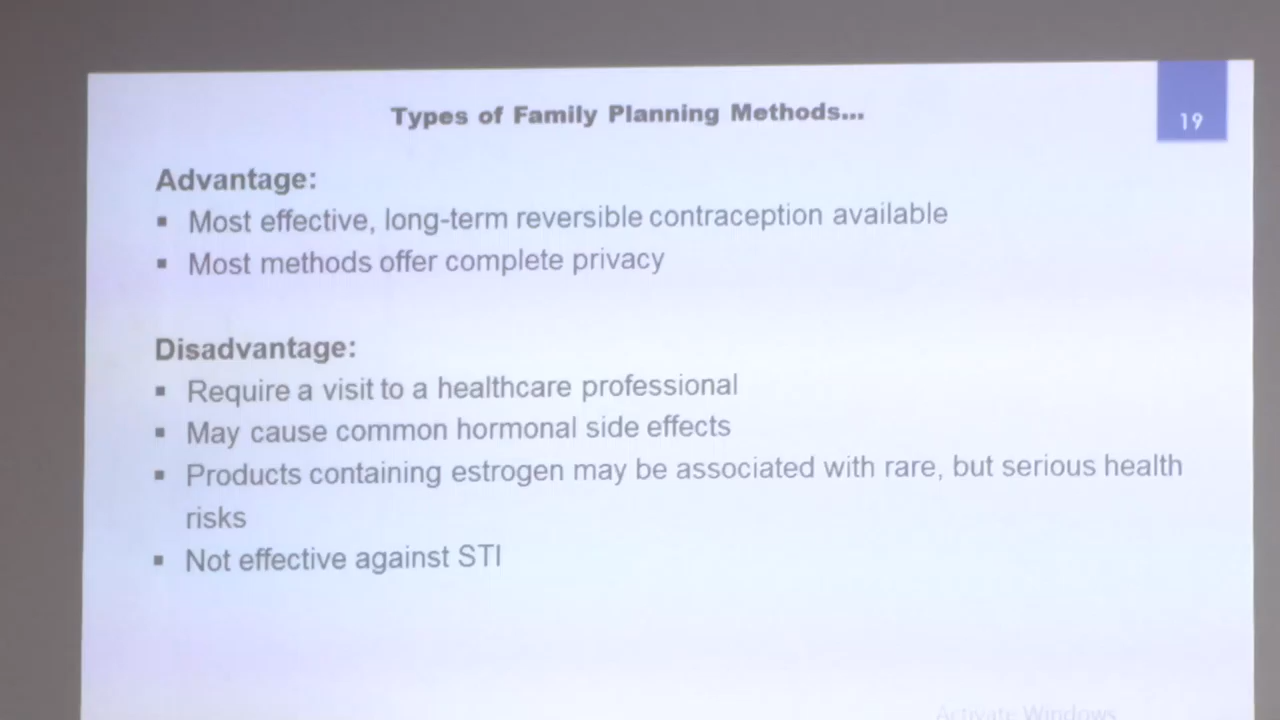 Types of Family Planning Methods...
19
Advantage:
▪ Most effective, long-term reversible contraception available
▪ Most methods offer complete privacy
Disadvantage:
▪ Require a visit to a healthcare professional
▪ May cause common hormonal side effects
▪ Products containing estrogen may be associated with rare, but serious health
risks
▪ Not effective against STI
Activate Windows